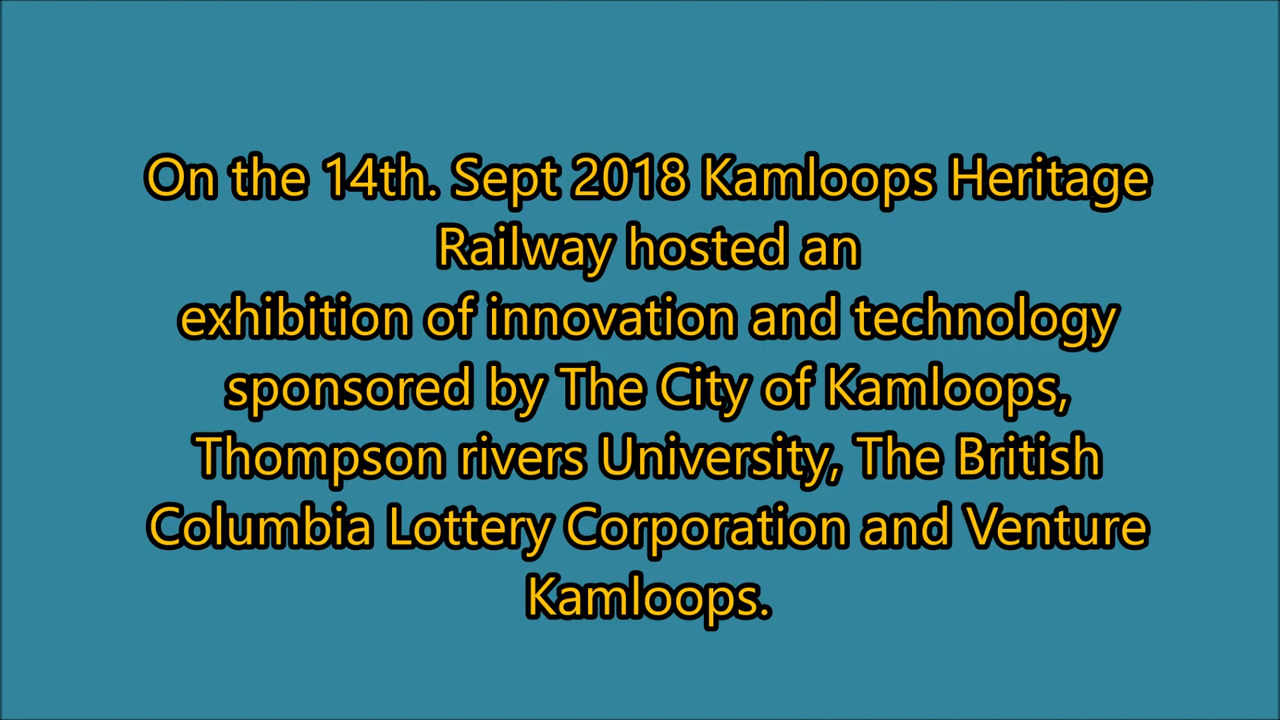 On the 14th. Sept 2018 Kamloops Heritage
Railway hosted an
exhibition of innovation and technology
sponsored by The City of Kamloops,
Thompson rivers University, The British
Columbia Lottery Corporation and Venture
Kamloops.